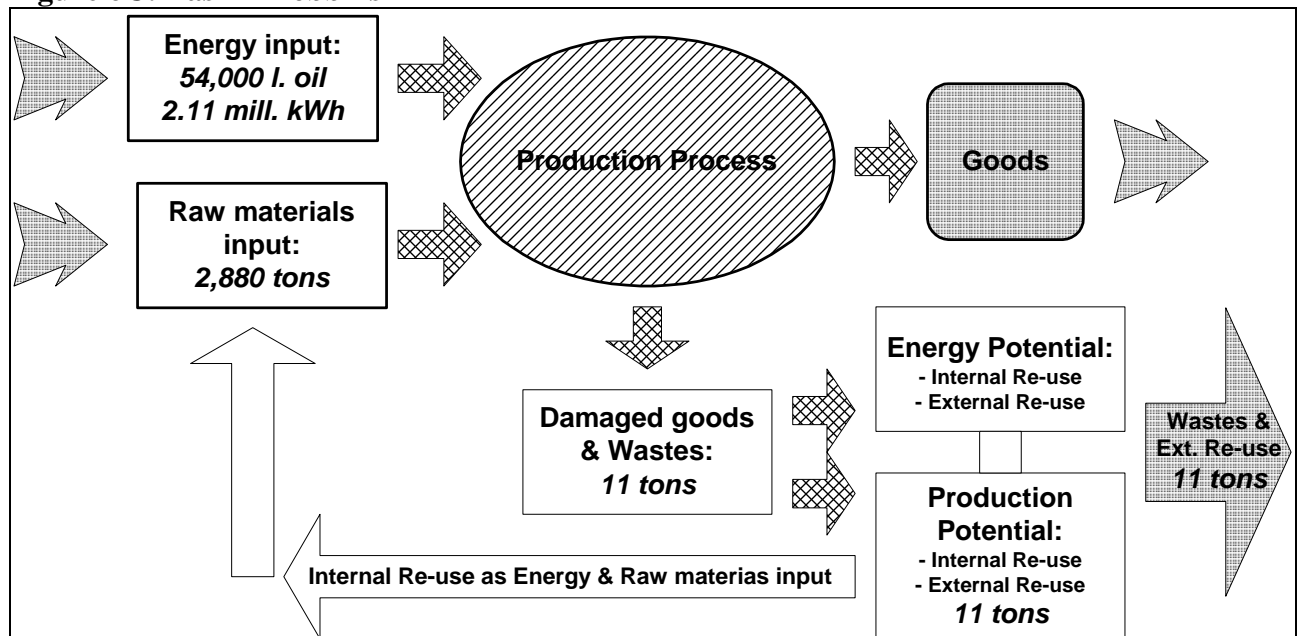 Energy input:
54,000 l. oil
2.11 mill. kWh
Production Process
Goods
Raw materials
input:
2,880 tons
Energy Potential:
- Internal Re-use
- External Re-use
Damaged goods
& Wastes:
11 tons
Wastes &
Ext. Re-use
11 tons
Production
Potential:
- Internal Re-use
- External Re-use
11 tons
Internal Re-use as Energy & Raw materias input